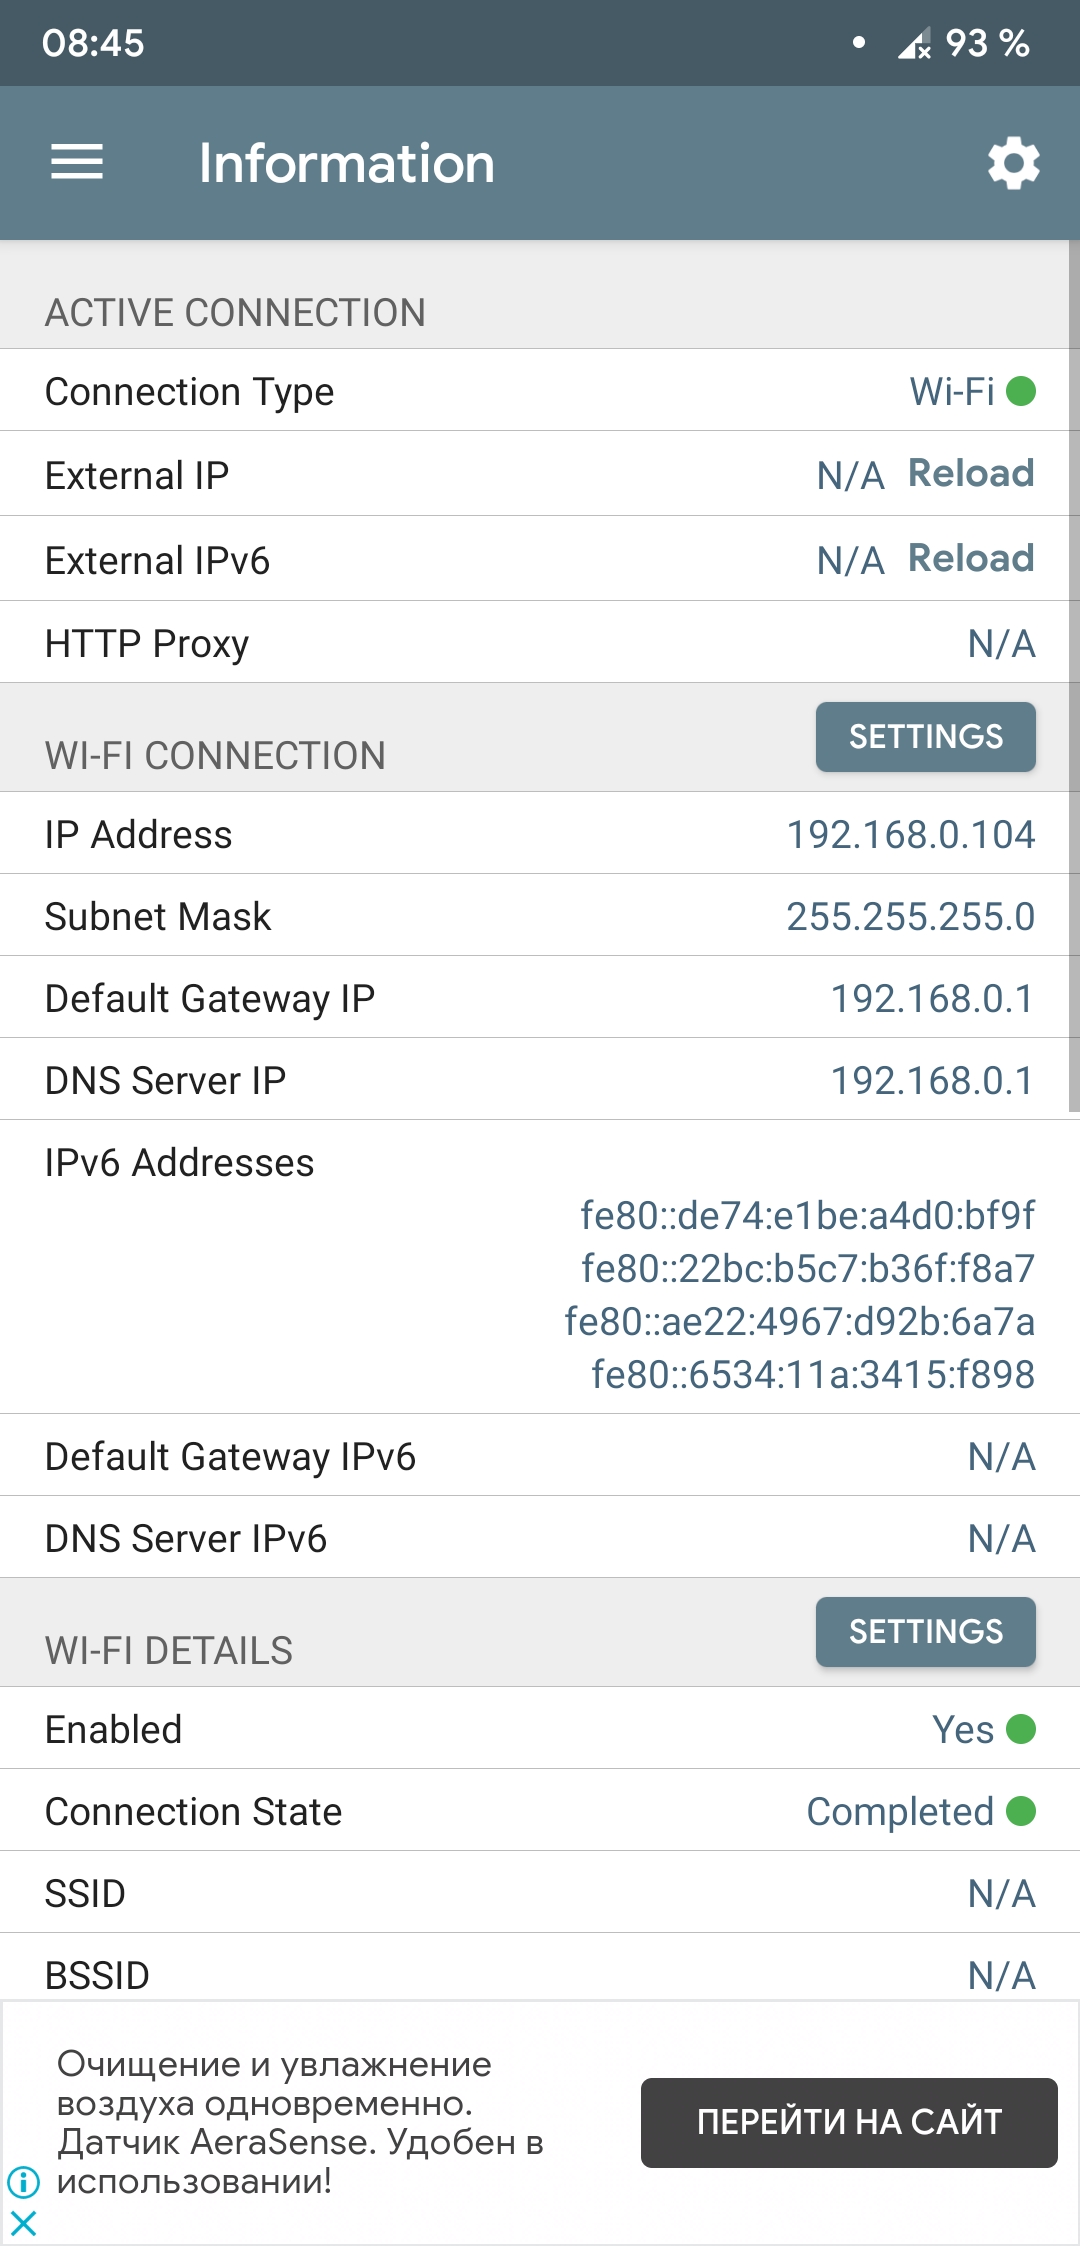 08:45
93 %
Information
ACTIVE CONNECTION
Connection Type Wi-Fi
External IP N/A Reload
External IPv6 N/A Reload
HTTP Proxy N/A
WI-FI CONNECTION SETTINGS
IP Address 192.168.0.104
Subnet Mask 255.255.255.0
Default Gateway IP 192.168.0.1
DNS Server IP 192.168.0.1
IPv6 Addresses
fe80::de74:e1be:a4d0:bf9f
fe80::22bc:b5c7:b36f:f8a7
fe80::ae22:4967:d92b:6a7a
fe80::6534:11a:3415:f898
Default Gateway IPv6 N/A
DNS Server IPv6 N/A
WI-FI DETAILS SETTINGS
Enabled Yes
Connection State Completed
SSID N/A
BSSID N/A
Очищение и увлажнение
воздуха одновременно.
Датчик AeraSense. Удобен в
использовании!
ПЕРЕЙТИ НА САЙТ